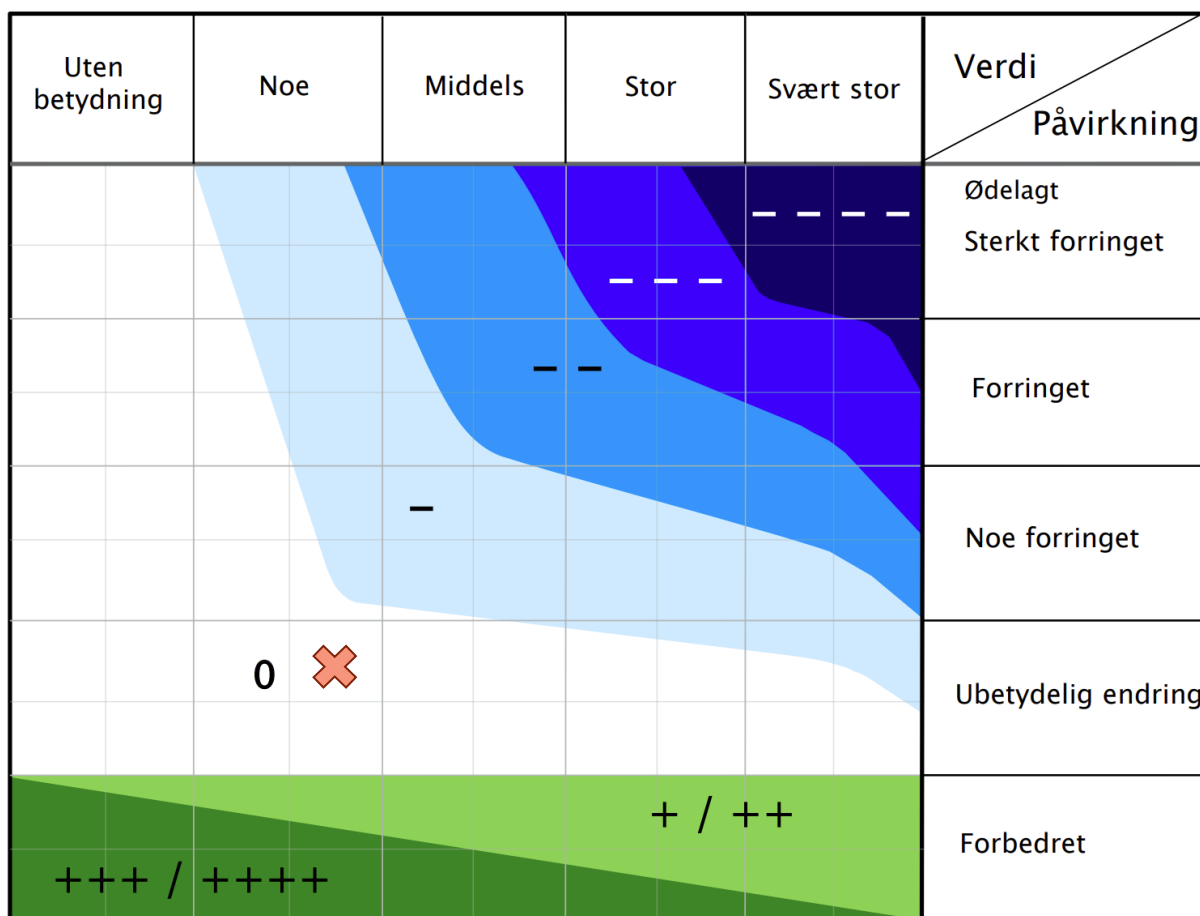 Uten
betydning
Noe
Middels
Stor
Svært stor
Verdi
Påvirkning
Ødelagt
Sterkt forringet
– – – –
– – –
Forringet
– –
Noe forringet
–
Ubetydelig endring
0
Forbedret
+ / ++
+++ / ++++